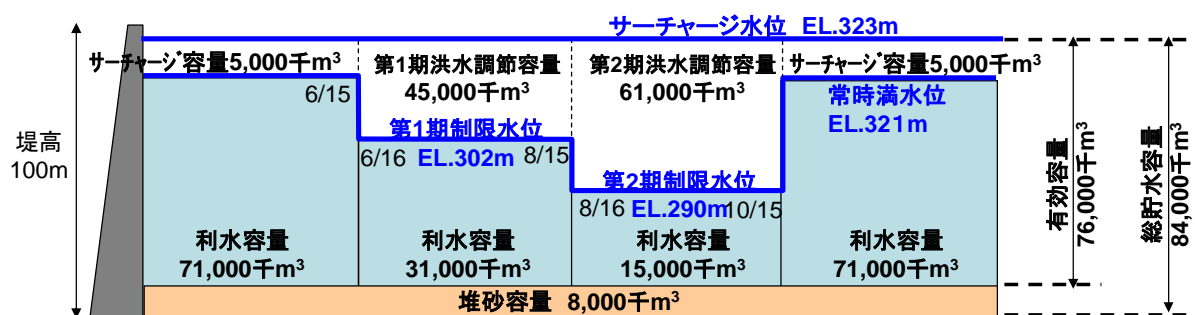 サーチャージ水位 EL.323m
サーチャージ容量5,000千m³
第1期洪水調節容量
45,000千m³
第2期洪水調節容量
61,000千m³
サーチャージ容量5,000千m³
6/15
常時満水位
EL.321m
第1期制限水位
6/16 EL.302m 8/15
堤高
100m
第2期制限水位
8/16 EL.290m 10/15
利水容量
71,000千m³
利水容量
31,000千m³
利水容量
15,000千m³
利水容量
71,000千m³
有効容量
76,000千m³
総貯水容量
84,000千m³
堆砂容量 8,000千m³